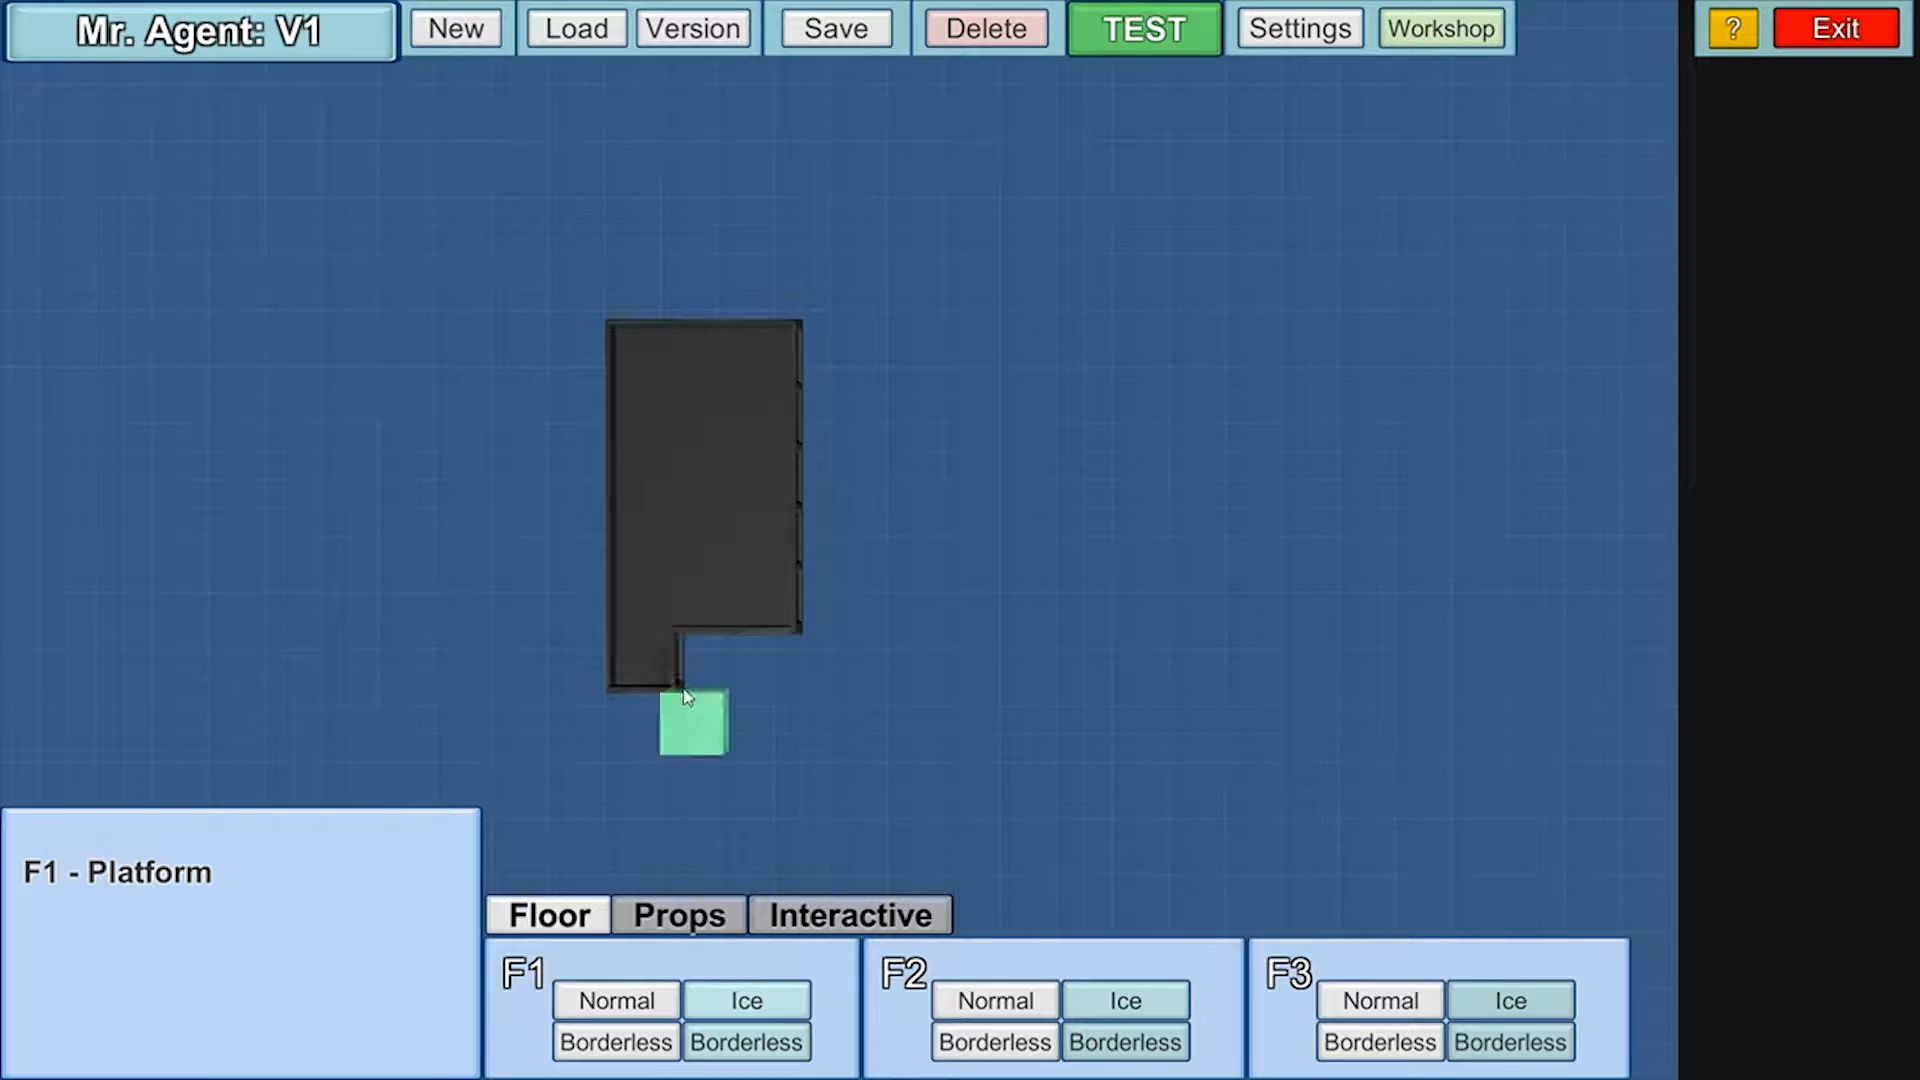 Mr. Agent: V1
New
Load
Version
Save
Delete
TEST
Settings
Workshop
?
Exit
F1 - Platform
Floor
Props
Interactive
F1
Normal
Ice
Borderless
Borderless
F2
Normal
Ice
Borderless
Borderless
F3
Normal
Ice
Borderless
Borderless